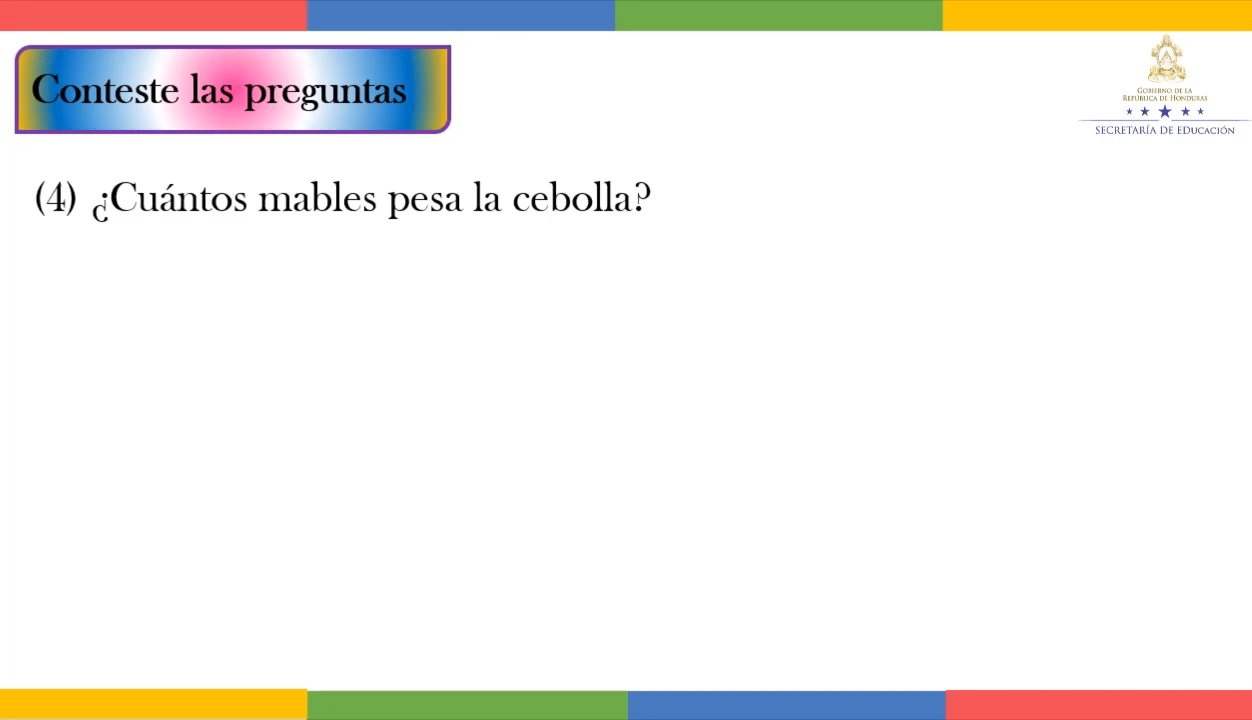 Conteste las preguntas
GOBIERNO DE LA
REPÚBLICA DE HONDURAS
SECRETARÍA DE EDUCACIÓN
(4) ¿Cuántos mables pesa la cebolla?